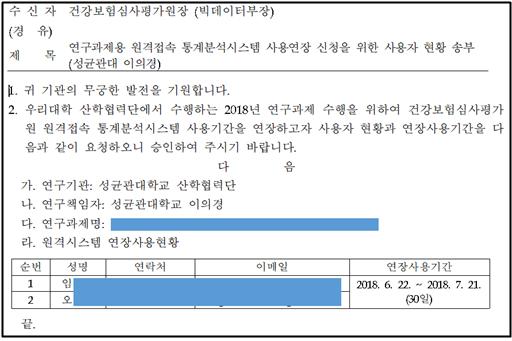 수 신 자 건강보험심사평가원장 (빅데이터부장)
(경 유)
제 목 연구과제용 원격접속 통계분석시스템 사용연장 신청을 위한 사용자 현황 송부
(성균관대 이의경)
1. 귀 기관의 무궁한 발전을 기원합니다.
2. 우리대학 산학협력단에서 수행하는 2018년 연구과제 수행을 위하여 건강보험심사평가
원 원격접속 통계분석시스템 사용기간을 연장하고자 사용자 현황과 연장사용기간을 다
음과 같이 요청하오니 승인하여 주시기 바랍니다.
다 음
가. 연구기관: 성균관대학교 산학협력단
나. 연구책임자: 성균관대학교 이의경
다. 연구과제명:
라. 원격시스템 연장사용현황
순번 성명 연락처 이메일 연장사용기간
1 임 2018. 6. 22. ~ 2018. 7. 21.
2 오 (30일)
끝.